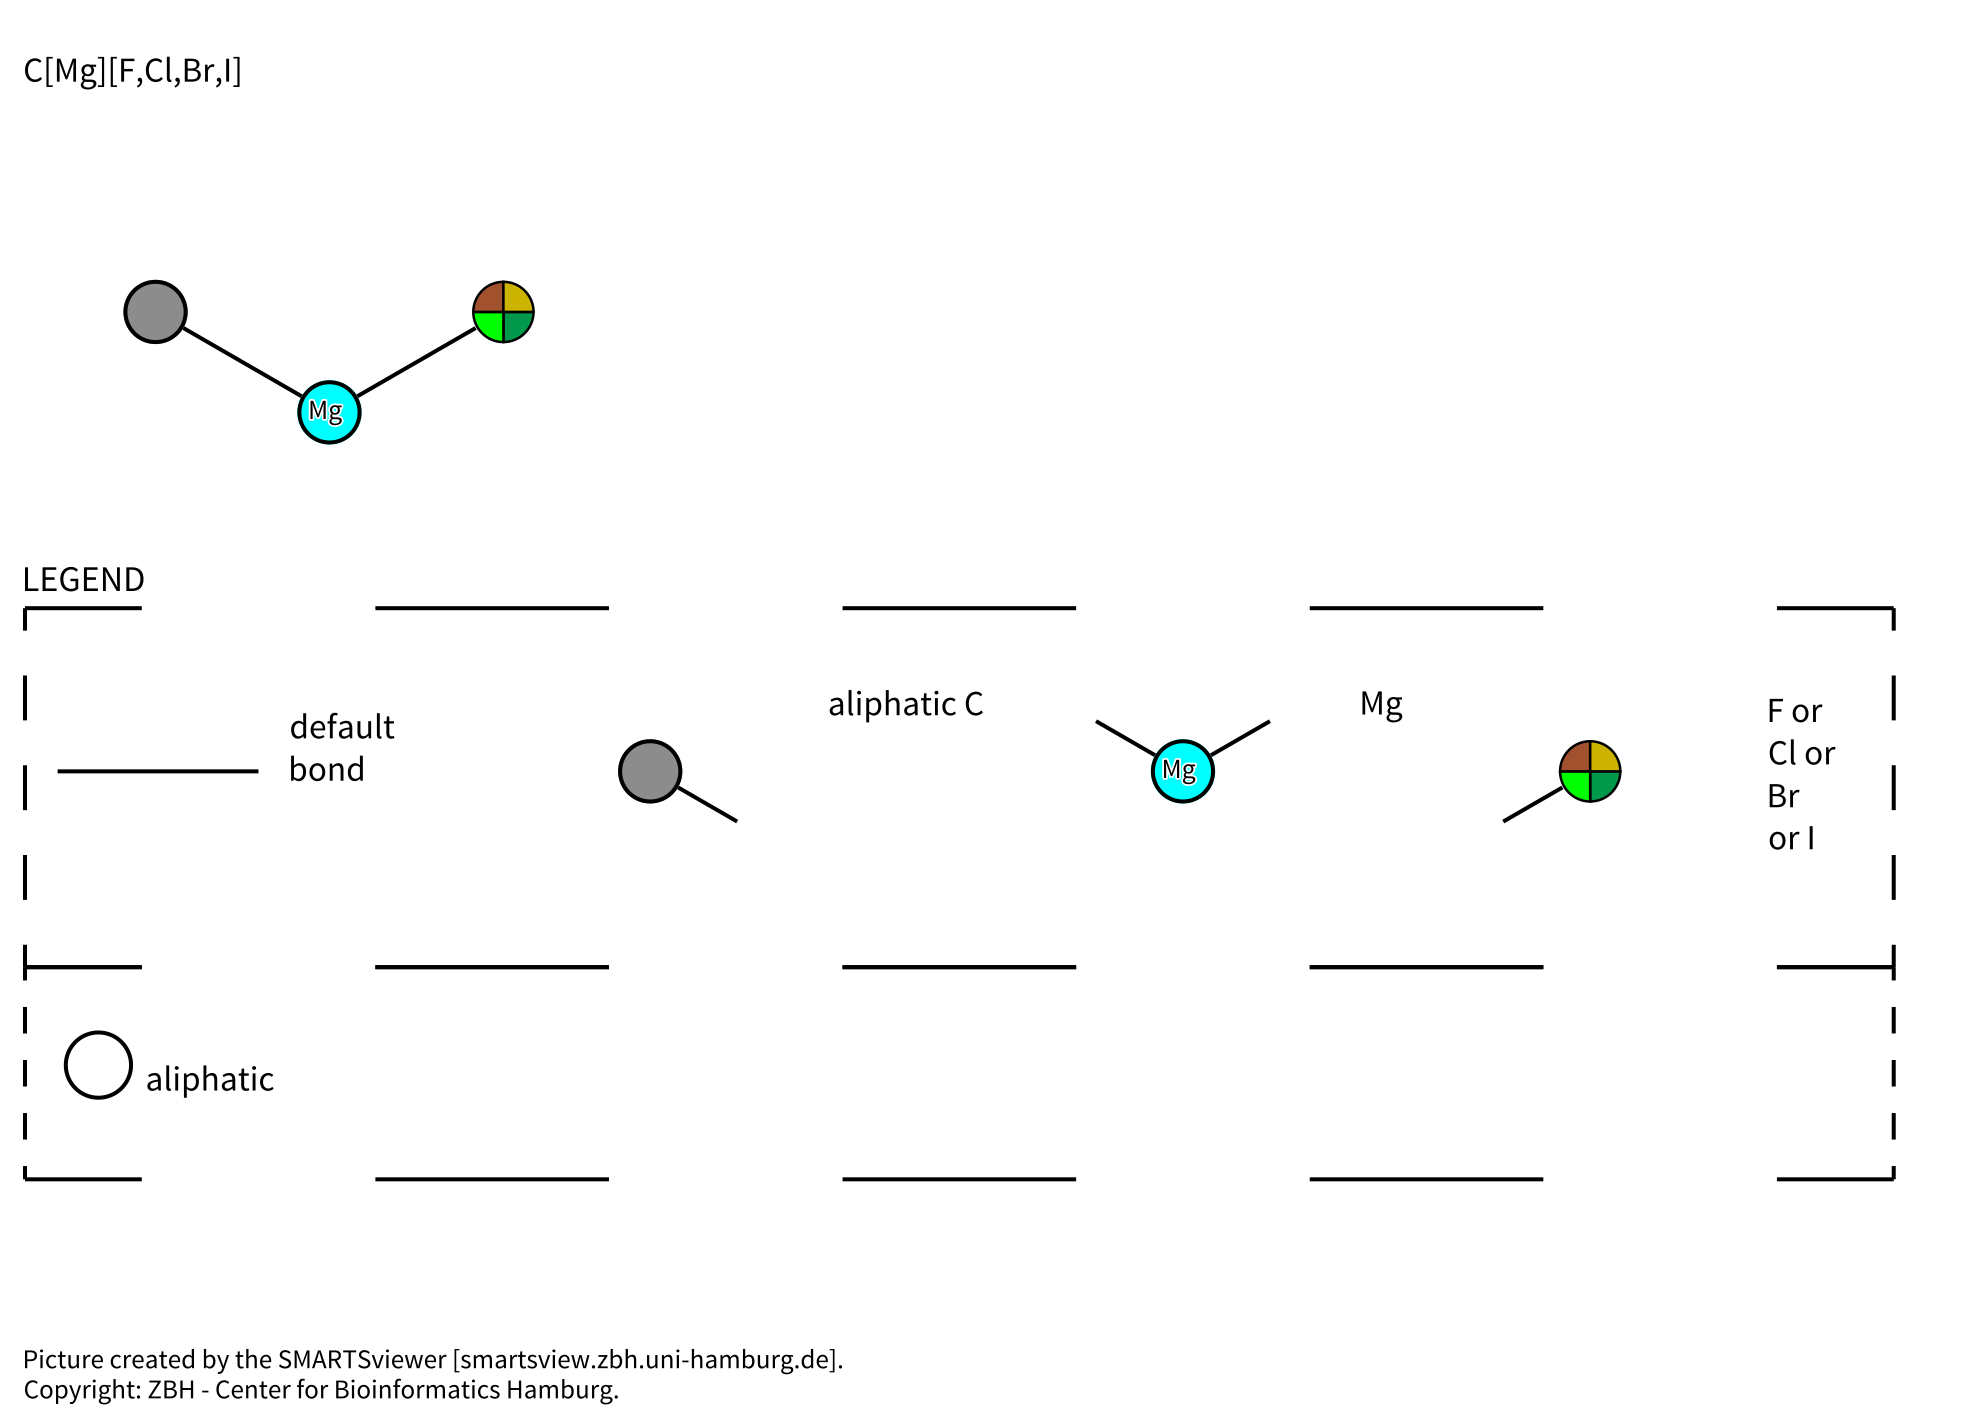 C[Mg][F,Cl,Br,I]
Mg
LEGEND
default
bond
aliphatic C
Mg
Mg
F or
Cl or
Br
or I
aliphatic
Picture created by the SMARTSviewer [smartsview.zbh.uni-hamburg.de].
Copyright: ZBH - Center for Bioinformatics Hamburg.